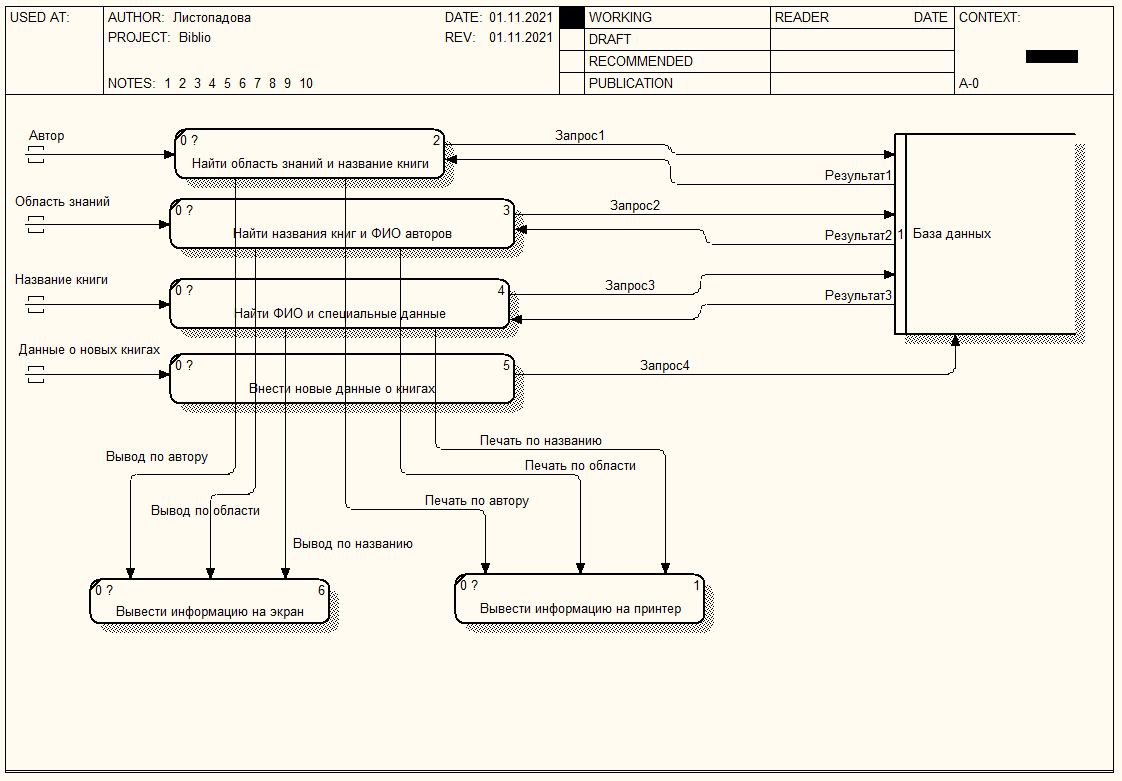 USED AT:
AUTHOR: Листопадова
DATE: 01.11.2021
PROJECT: Biblio
REV: 01.11.2021
NOTES: 1 2 3 4 5 6 7 8 9 10
WORKING
DRAFT
RECOMMENDED
PUBLICATION
READER DATE
CONTEXT:
A-0
Автор
0 ? 2
Найти область знаний и название книги
Запрос1
Результат1
Область знаний
0 ? 3
Найти названия книг и ФИО авторов
Запрос2
Результат2
1 База данных
Название книги
0 ? 4
Найти ФИО и специальные данные
Запрос3
Результат3
Данные о новых книгах
0 ? 5
Внести новые данные о книгах
Запрос4
Печать по названию
Вывод по автору
Печать по области
Печать по автору
Вывод по области
Вывод по названию
0 ? 6
Вывести информацию на экран
0 ? 1
Вывести информацию на принтер